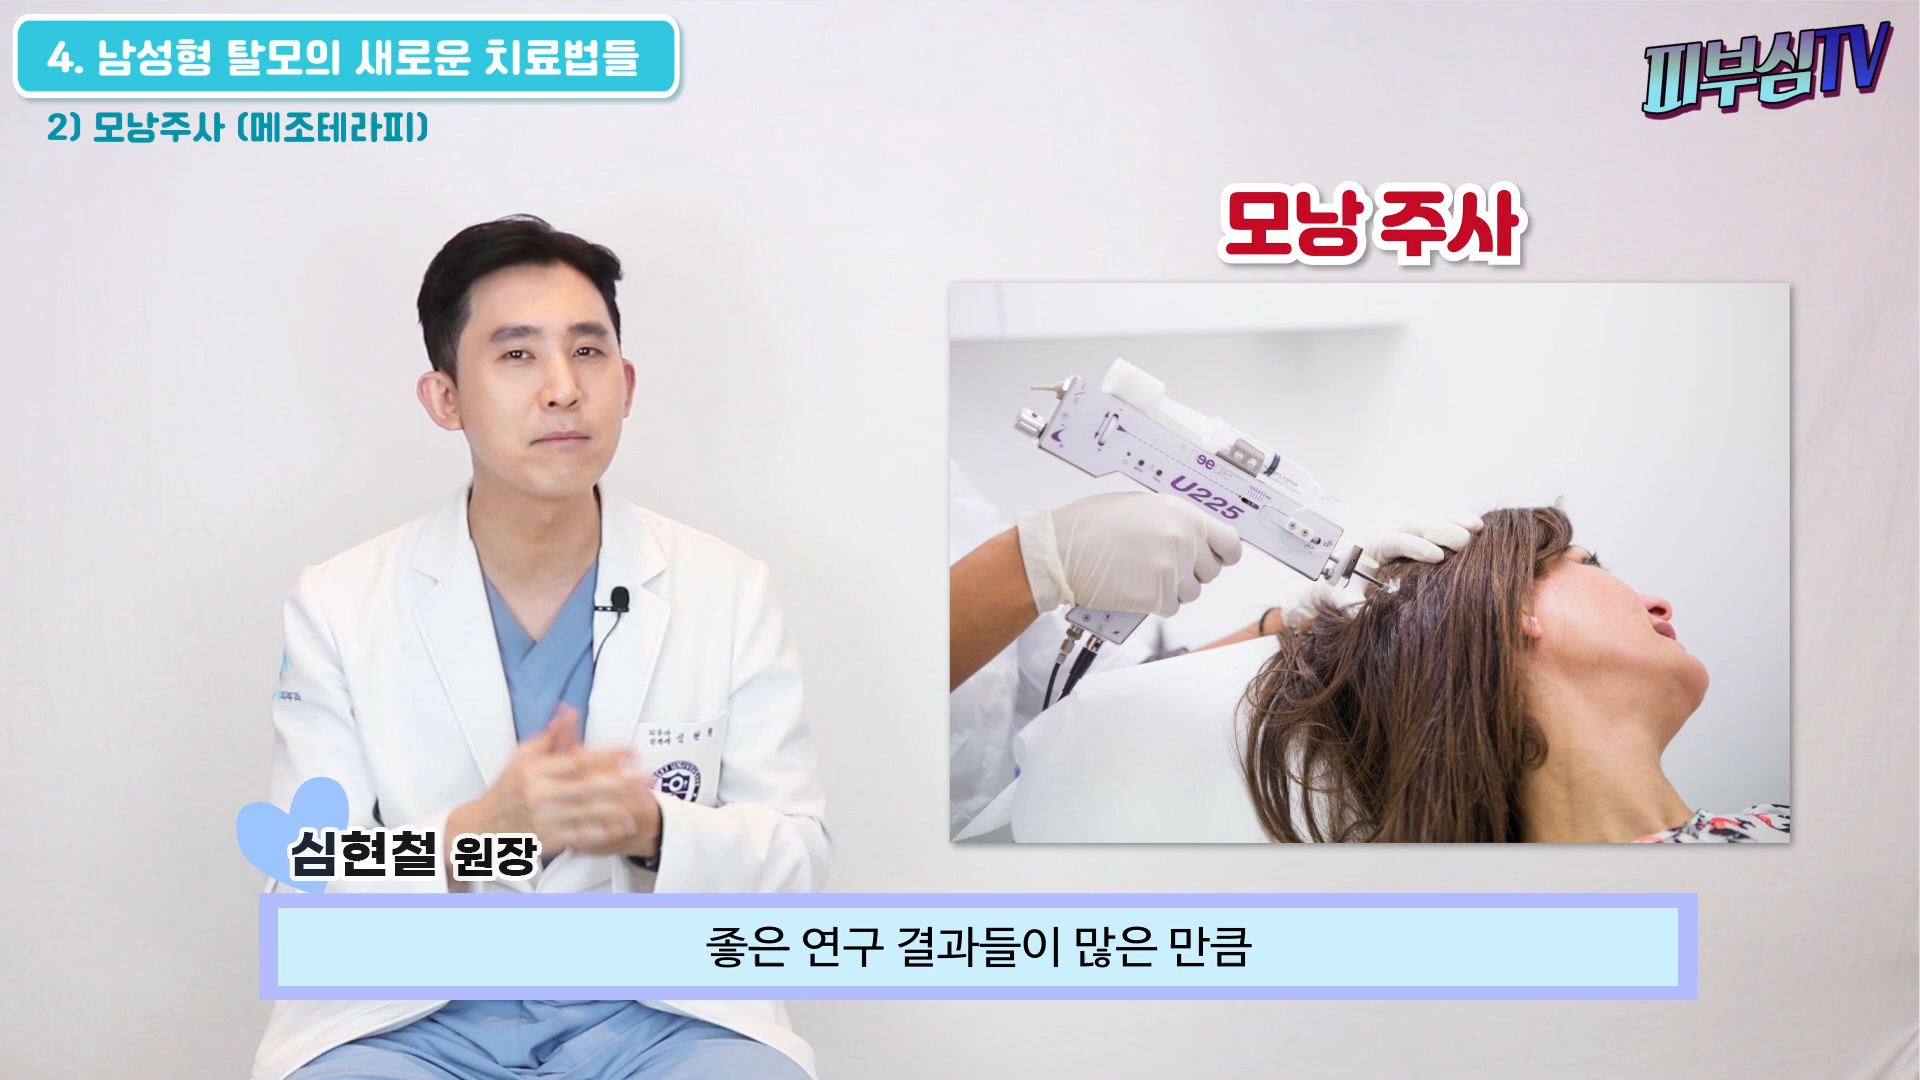 4. 남성형 탈모의 새로운 치료법들
2) 모낭주사 (메조테라피)
피부심TV
모낭 주사
U225
심현철 원장
좋은 연구 결과들이 많은 만큼